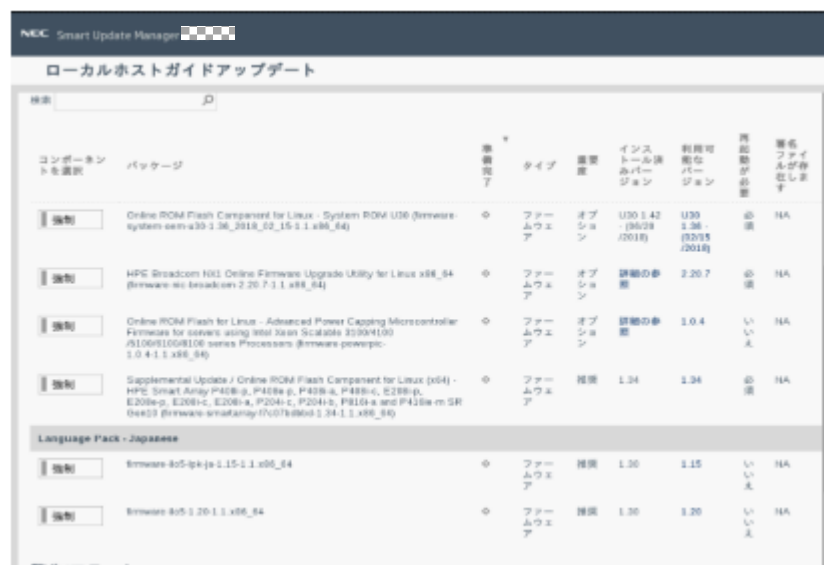 NEC Smart Update Manager
ローカルホストガイドアップデート
検索
コンポーネン
トを選択
パッケージ
準
備
完
了
タイプ
重要
度
インス
トール済
みバー
ジョン
利用可
能な
バー
ジョン
再
起
動
が
必
要
署名
ファイ
ルが存
在しま
す
強制
Online ROM Flash Component for Linux - System ROM U30 (firmware-
system-oem-u30-1.36_2018_02_15-1.1.x86_64)
ファー
ムウェ
ア
オプ
ショ
ン
U30 1.42
- (06/20
/2018)
U30
1.36 -
(02/15
/2018)
必
須
NA
強制
HPE Broadcom NX1 Online Firmware Upgrade Utility for Linux x86_64
(firmware-nic-broadcom-2.20.7-1.1.x86_64)
ファー
ムウェ
ア
オプ
ショ
ン
詳細の参
照
2.20.7
必
須
NA
強制
Online ROM Flash for Linux - Advanced Power Capping Microcontroller
Firmware for servers using Intel Xeon Scalable 3100/4100
/5100/6100/8100 series Processors (firmware-powerpic-
1.0.4-1.1.x86_64)
ファー
ムウェ
ア
オプ
ショ
ン
詳細の参
照
1.0.4
い
い
え
NA
強制
Supplemental Update / Online ROM Flash Component for Linux (x64) -
HPE Smart Array P408i-p, P408e-p, P408i-a, P408i-c, E208i-p,
E208e-p, E208i-c, E208i-a, P204i-c, P204i-b, P816i-a and P416ie-m SR
Gen10 (firmware-smartarray-f7c07bdbbd-1.34-1.1.x86_64)
ファー
ムウェ
ア
推奨
1.34
1.34
必
須
NA
Language Pack - Japanese
強制
firmware-ilo5-lpk-ja-1.15-1.1.x86_64
ファー
ムウェ
ア
推奨
1.30
1.15
い
い
え
NA
強制
firmware-ilo5-1.20-1.1.x86_64
ファー
ムウェ
ア
推奨
1.30
1.20
い
い
え
NA